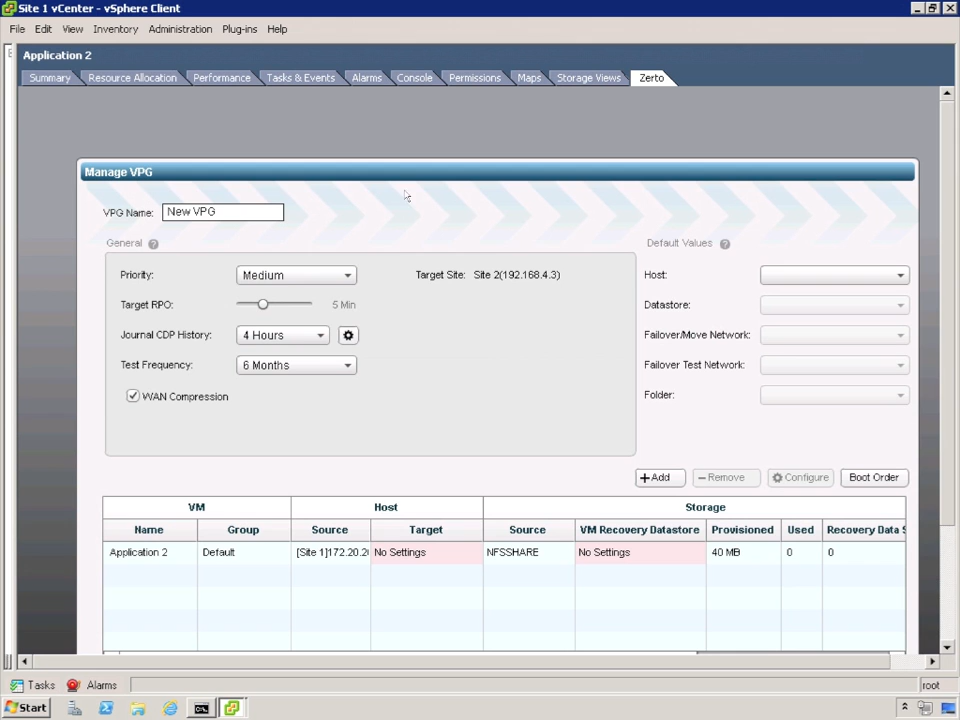 Site 1 vCenter - vSphere Client
File Edit View Inventory Administration Plug-ins Help
Application 2
Summary Resource Allocation Performance Tasks & Events Alarms Console Permissions Maps Storage Views Zerto
Manage VPG
VPG Name: New VPG
General ? Default Values ?
Priority: Medium Target Site: Site 2(192.168.4.3) Host:
Target RPO: 5 Min Datastore:
Journal CDP History: 4 Hours Failover/Move Network:
Test Frequency: 6 Months Failover Test Network:
WAN Compression Folder:
+Add −Remove Configure Boot Order
VM Host Storage
Name Group Source Target Source VM Recovery Datastore Provisioned Used Recovery Data S
Application 2 Default [Site 1]172.20.2 No Settings NFSSHARE No Settings 40 MB 0 0
Tasks Alarms root
Start